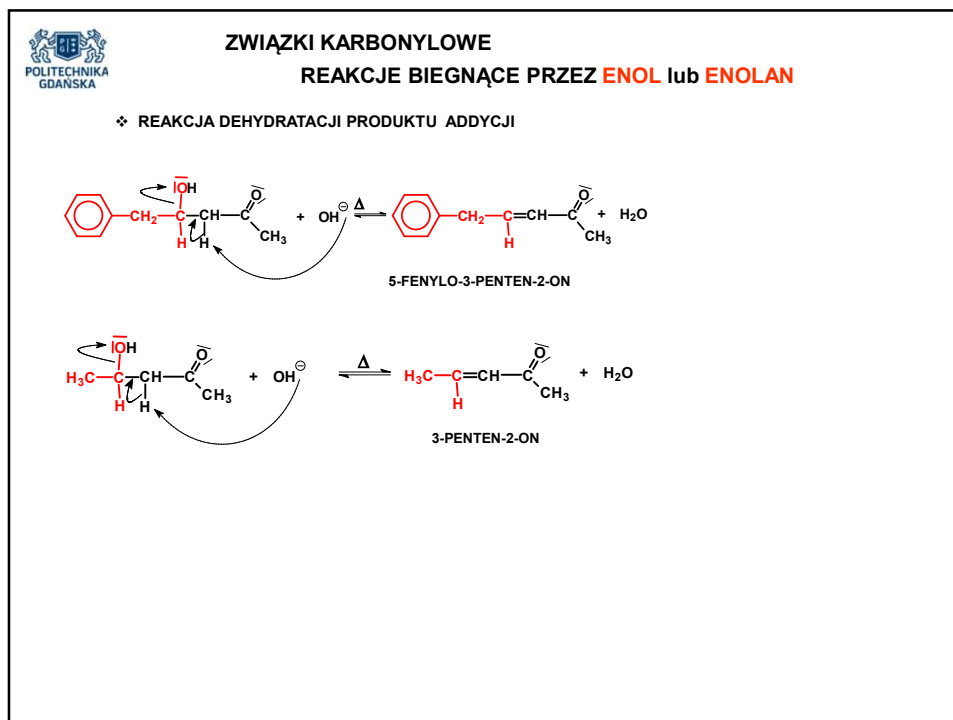 POLITECHNIKA
GDAŃSKA
ZWIĄZKI KARBONYLOWE
REAKCJE BIEGNĄCE PRZEZ ENOL lub ENOLAN
❖ REAKCJA DEHYDRATACJI PRODUKTU ADDYCJI
OH O O
CH₂ C CH C + OH⊖ Δ CH₂ C=CH C + H₂O
H H CH₃ H CH₃
5-FENYLO-3-PENTEN-2-ON
OH O O
H₃C C CH C + OH⊖ Δ H₃C C=CH C + H₂O
H H CH₃ H CH₃
3-PENTEN-2-ON